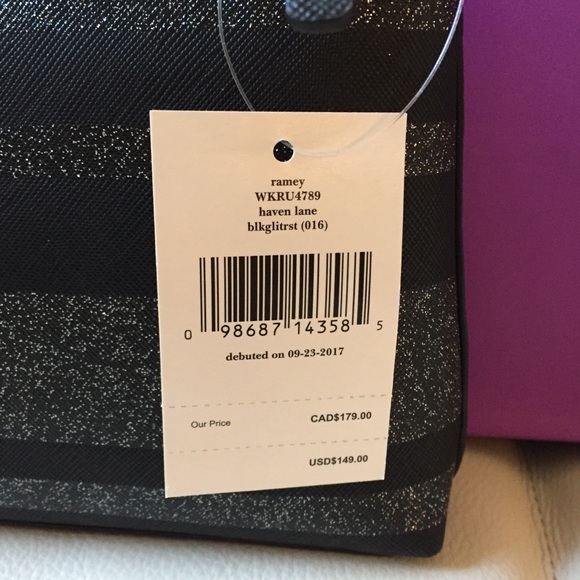 ramey
WKRU4789
haven lane
blkglitrst (016)
0 98687 14358 5
debuted on 09-23-2017
Our Price CAD$179.00
USD$149.00